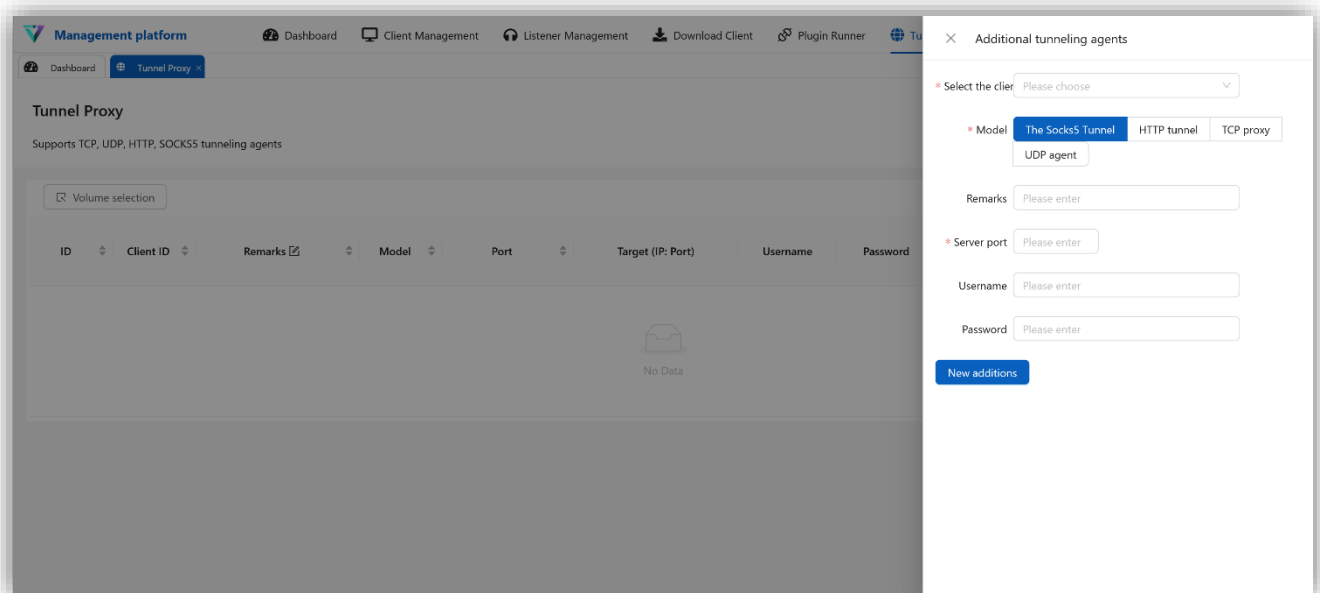 Management platform
Dashboard
Client Management
Listener Management
Download Client
Plugin Runner
Tu
Dashboard
Tunnel Proxy ×
Tunnel Proxy
Supports TCP, UDP, HTTP, SOCKS5 tunneling agents
Volume selection
ID
Client ID
Remarks
Model
Port
Target (IP: Port)
Username
Password
No Data
Additional tunneling agents
* Select the clier
Please choose
* Model
The Socks5 Tunnel
HTTP tunnel
TCP proxy
UDP agent
Remarks
Please enter
* Server port
Please enter
Username
Please enter
Password
Please enter
New additions